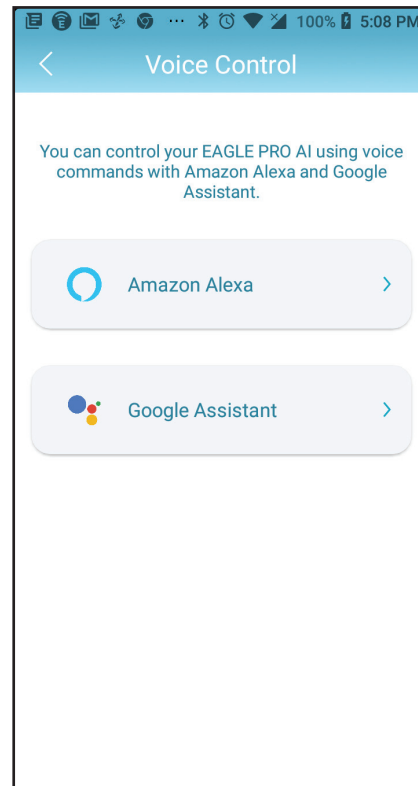 100% 5:08 PM
Voice Control
You can control your EAGLE PRO AI using voice
commands with Amazon Alexa and Google
Assistant.
Amazon Alexa
Google Assistant